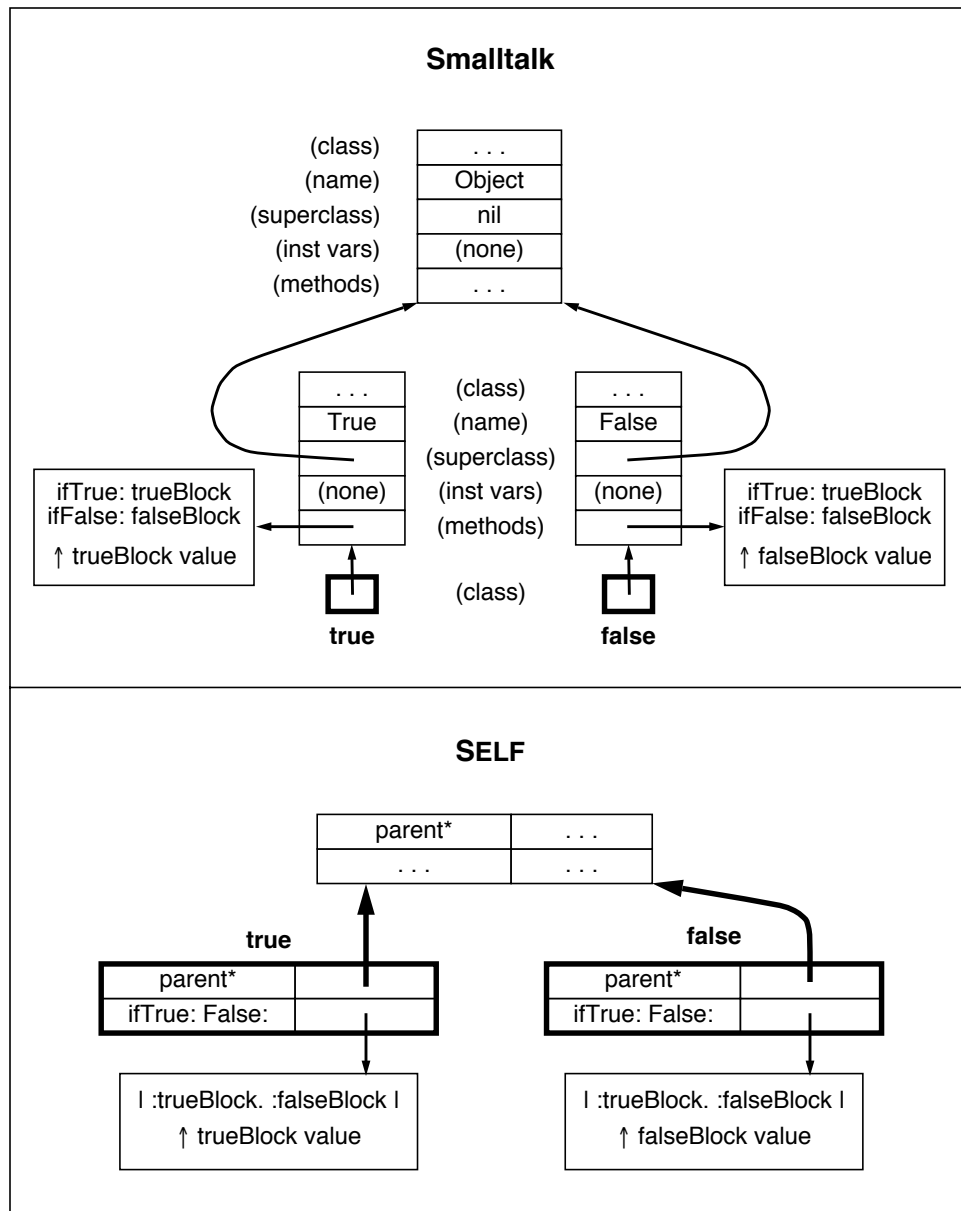 Smalltalk
(class) . . .
(name) Object
(superclass) nil
(inst vars) (none)
(methods) . . .
. . . (class) . . .
True (name) False
(superclass)
(none) (inst vars) (none)
(methods)
ifTrue: trueBlock
ifFalse: falseBlock
↑ trueBlock value
ifTrue: trueBlock
ifFalse: falseBlock
↑ falseBlock value
(class)
true false
SELF
parent* . . .
. . . . . .
true
parent*
ifTrue: False:
| :trueBlock. :falseBlock |
↑ trueBlock value
false
parent*
ifTrue: False:
| :trueBlock. :falseBlock |
↑ falseBlock value